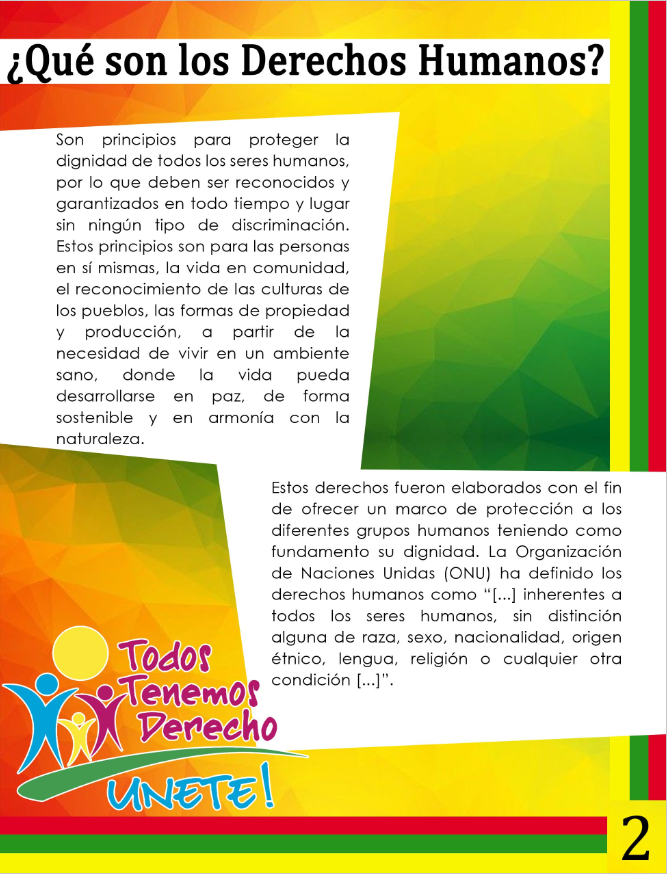 ¿Qué son los Derechos Humanos?
Son principios para proteger la
dignidad de todos los seres humanos,
por lo que deben ser reconocidos y
garantizados en todo tiempo y lugar
sin ningún tipo de discriminación.
Estos principios son para las personas
en sí mismas, la vida en comunidad,
el reconocimiento de las culturas de
los pueblos, las formas de propiedad
y producción, a partir de la
necesidad de vivir en un ambiente
sano, donde la vida pueda
desarrollarse en paz, de forma
sostenible y en armonía con la
naturaleza.
Estos derechos fueron elaborados con el fin
de ofrecer un marco de protección a los
diferentes grupos humanos teniendo como
fundamento su dignidad. La Organización
de Naciones Unidas (ONU) ha definido los
derechos humanos como “[...] inherentes a
todos los seres humanos, sin distinción
alguna de raza, sexo, nacionalidad, origen
étnico, lengua, religión o cualquier otra
condición [...]”.
Todos
Tenemos
Derecho
UNETE!
2